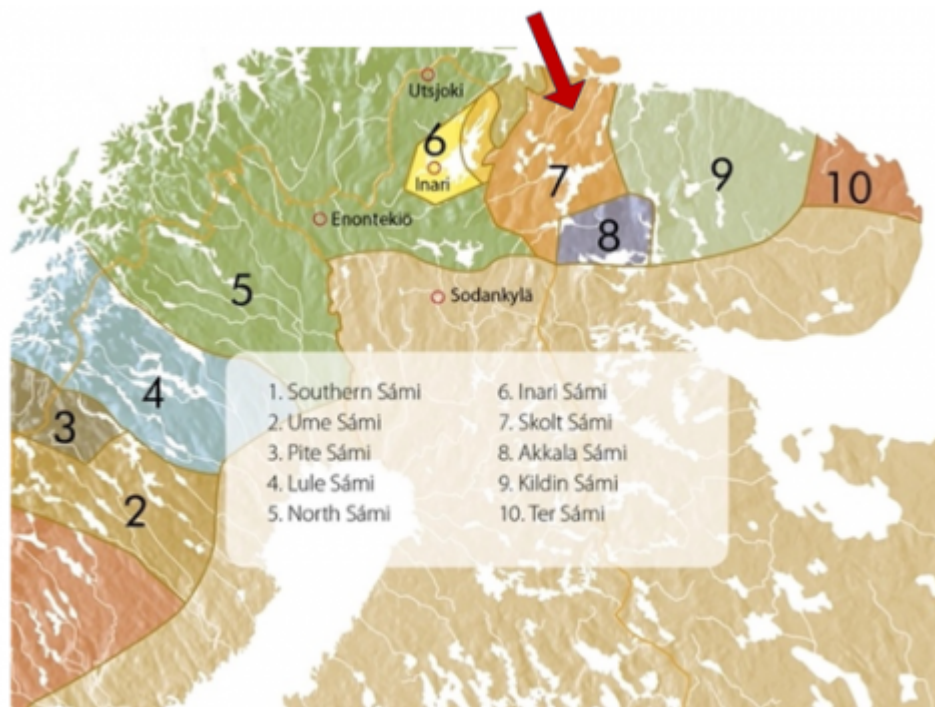 Utsjoki
6
Inari
7
9
10
Enontekiö
8
5
Sodankylä
4
3
2
1. Southern Sámi
2. Ume Sámi
3. Pite Sámi
4. Lule Sámi
5. North Sámi
6. Inari Sámi
7. Skolt Sámi
8. Akkala Sámi
9. Kildin Sámi
10. Ter Sámi